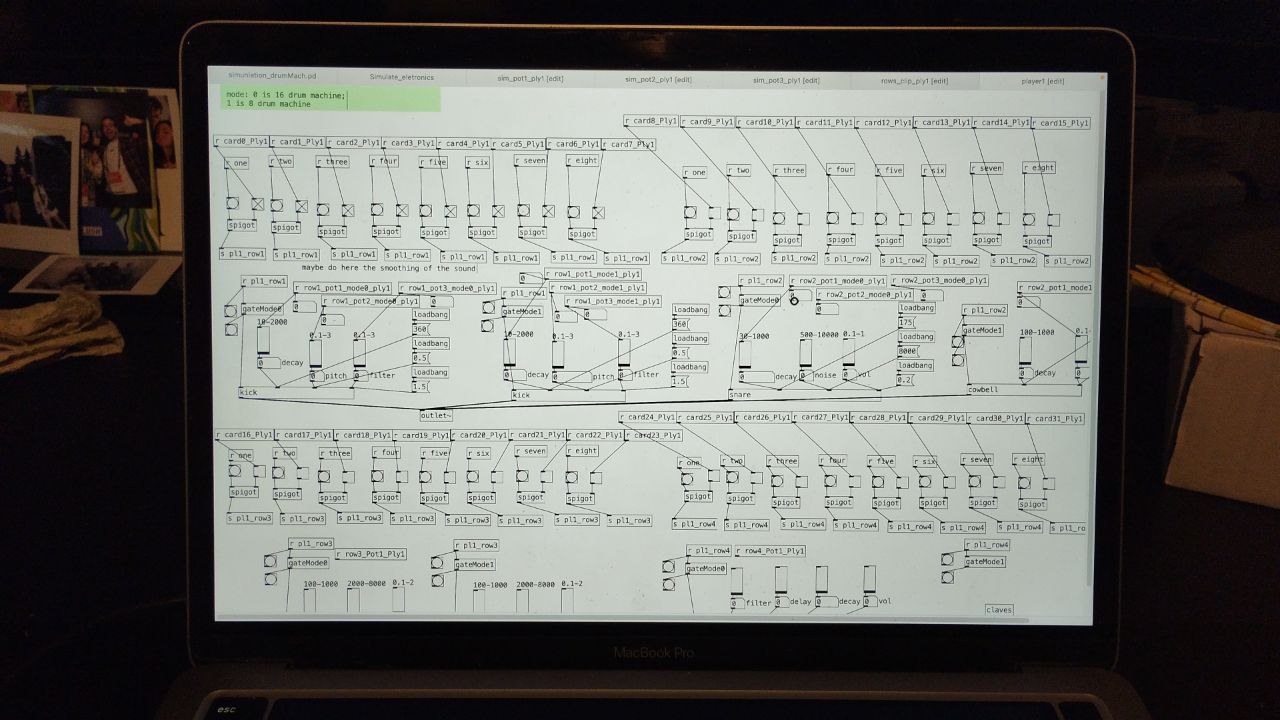 simunlation_drumMach.pd
Simulate_eletronics
sim_pot1_ply1 [edit]
sim_pot2_ply1 [edit]
sim_pot3_ply1 [edit]
rows_clip_ply1 [edit]
player1 [edit]
mode: 0 is 16 drum machine;
1 is 8 drum machine
r card8_Ply1 r card9_Ply1 r card10_Ply1 r card11_Ply1 r card12_Ply1 r card13_Ply1 r card14_Ply1 r card15_Ply1
r card0_Ply1 r card1_Ply1 r card2_Ply1 r card3_Ply1 r card4_Ply1 r card5_Ply1 r card6_Ply1 r card7_Ply1
r one r two r three r four r five r six r seven r eight
r one r two r three r four r five r six r seven r eight
spigot spigot spigot spigot spigot spigot spigot spigot
spigot spigot spigot spigot spigot spigot spigot spigot
s pl1_row1 s pl1_row1 s pl1_row1 s pl1_row1 s pl1_row1 s pl1_row1 s pl1_row1 s pl1_row1
s pl1_row2 s pl1_row2 s pl1_row2 s pl1_row2 s pl1_row2 s pl1_row2 s pl1_row2 s pl1_row2
maybe do here the smoothing of the sound
r pl1_row1
row1_pot1_mode0_ply1
row1_pot3_mode0_ply1
row1_pot2_mode0_ply1
gateMode0
10-2000
0.1-3
0.1-3
0 decay
0 pitch
0 filter
loadbang
360
loadbang
0.5
loadbang
1.5
kick
row1_pot1_mode1_ply1
r pl1_row1
row1_pot2_mode1_ply1
row1_pot3_mode1_ply1
gateMode1
10-2000
0.1-3
0.1-3
0 decay
0 pitch
0 filter
loadbang
360
loadbang
0.5
loadbang
1.5
kick
r pl1_row2
row2_pot1_mode0_ply1
row2_pot3_mode0_ply1
row2_pot2_mode0_ply1
gateMode0
30-1000
500-10000
0.1-1
0 decay
0 noise
0 vol
loadbang
175
loadbang
8000
loadbang
0.2
snare
row2_pot1_mode1
r pl1_row2
gateMode1
100-1000
0.1-
0 decay
0
cowbell
outlet~
r card24_Ply1 r card25_Ply1 r card26_Ply1 r card27_Ply1 r card28_Ply1 r card29_Ply1 r card30_Ply1 r card31_Ply1
r card16_Ply1 r card17_Ply1 r card18_Ply1 r card19_Ply1 r card20_Ply1 r card21_Ply1 r card22_Ply1 r card23_Ply1
r one r two r three r four r five r six r seven r eight
r one r two r three r four r five r six r seven r eight
spigot spigot spigot spigot spigot spigot spigot spigot
spigot spigot spigot spigot spigot spigot spigot spigot
s pl1_row3 s pl1_row3 s pl1_row3 s pl1_row3 s pl1_row3 s pl1_row3 s pl1_row3 s pl1_row3
s pl1_row4 s pl1_row4 s pl1_row4 s pl1_row4 s pl1_row4 s pl1_row4 s pl1_row4 s pl1_ro
r pl1_row3
row3_Pot1_Ply1
gateMode0
100-1000 2000-8000 0.1-2
r pl1_row3
gateMode1
100-1000 2000-8000 0.1-2
r pl1_row4
row4_Pot1_Ply1
gateMode0
0 filter 0 delay 0 decay 0 vol
r pl1_row4
gateMode1
claves
MacBook Pro
esc